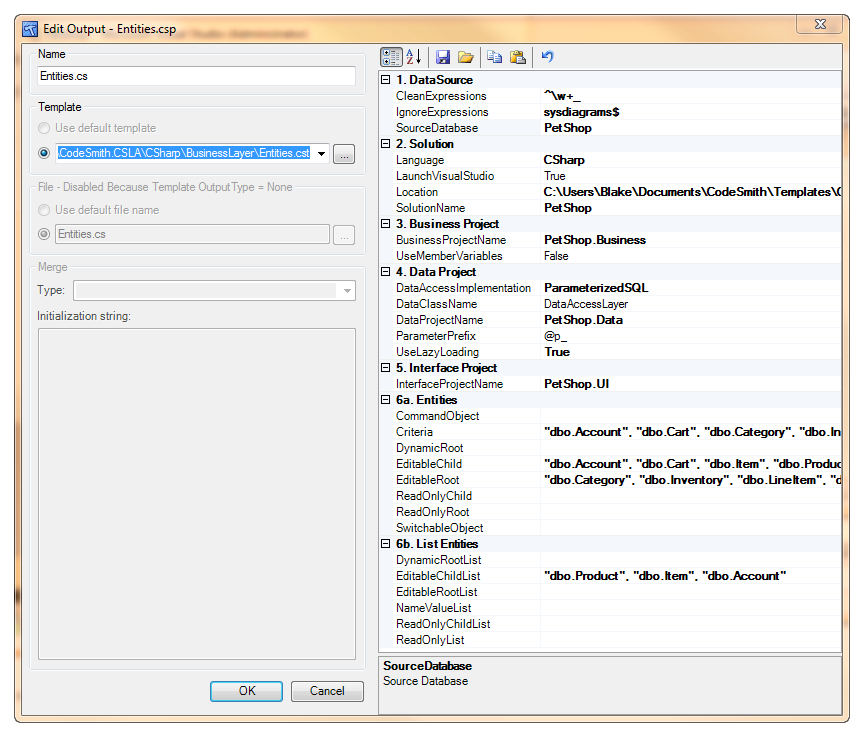 Edit Output - Entities.csp
Name
Entities.cs
Template
Use default template
.CodeSmith.CSLA\CSharp\BusinessLayer\Entities.cst
...
File - Disabled Because Template OutputType = None
Use default file name
Entities.cs
...
Merge
Type:
Initialization string:
OK
Cancel
1. DataSource
CleanExpressions ^\w+_
IgnoreExpressions sysdiagrams$
SourceDatabase PetShop
2. Solution
Language CSharp
LaunchVisualStudio True
Location C:\Users\Blake\Documents\CodeSmith\Templates\C
SolutionName PetShop
3. Business Project
BusinessProjectName PetShop.Business
UseMemberVariables False
4. Data Project
DataAccessImplementation ParameterizedSQL
DataClassName DataAccessLayer
DataProjectName PetShop.Data
ParameterPrefix @p_
UseLazyLoading True
5. Interface Project
InterfaceProjectName PetShop.UI
6a. Entities
CommandObject
Criteria "dbo.Account", "dbo.Cart", "dbo.Category", "dbo.In
DynamicRoot
EditableChild "dbo.Account", "dbo.Cart", "dbo.Item", "dbo.Produc
EditableRoot "dbo.Category", "dbo.Inventory", "dbo.LineItem", "d
ReadOnlyChild
ReadOnlyRoot
SwitchableObject
6b. List Entities
DynamicRootList
EditableChildList "dbo.Product", "dbo.Item", "dbo.Account"
EditableRootList
NameValueList
ReadOnlyChildList
ReadOnlyList
SourceDatabase
Source Database